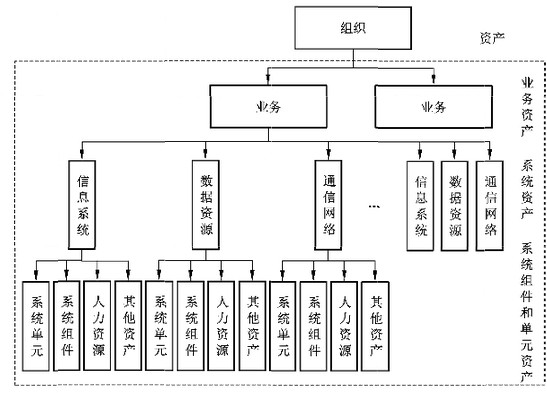 组织
资产
业务
业务
业务资产
信息系统
数据资源
通信网络
…
信息系统
数据资源
通信网络
系统资产
系统单元
系统组件
人力资源
其他资产
系统单元
系统组件
人力资源
其他资产
系统单元
系统组件
人力资源
其他资产
系统组件和单元资产